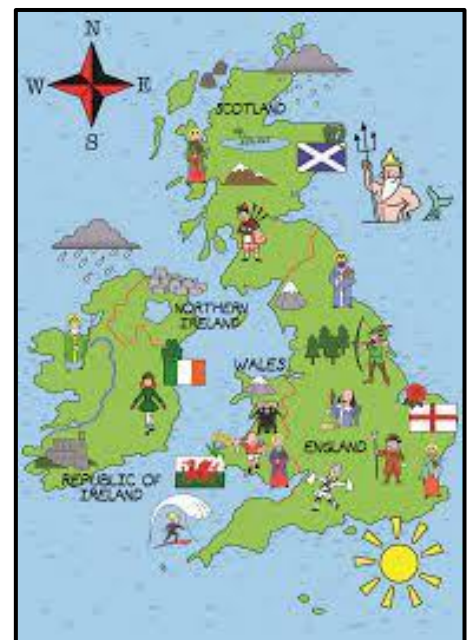 N
W
E
S
SCOTLAND
NORTHERN
IRELAND
WALES
ENGLAND
REPUBLIC OF
IRELAND